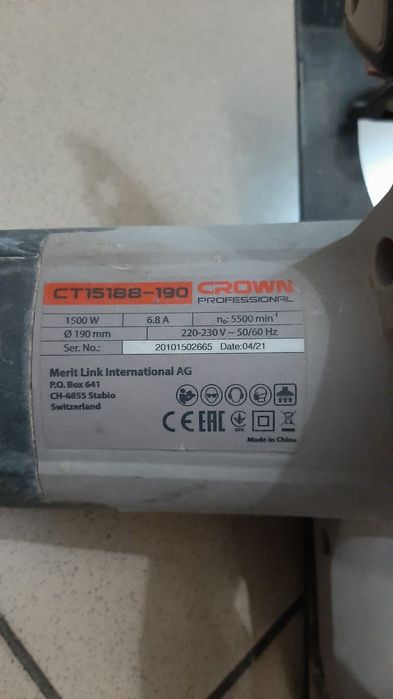 CT15188-190 CROWN
PROFESSIONAL
1500 W 6.8 A n₀: 5500 min⁻¹
Ø 190 mm 220-230 V ~ 50/60 Hz
Ser. No.: 20101502665 Date:04/21
Merit Link International AG
P.O. Box 641
CH-6855 Stabio
Switzerland
CE EAC
Made in China